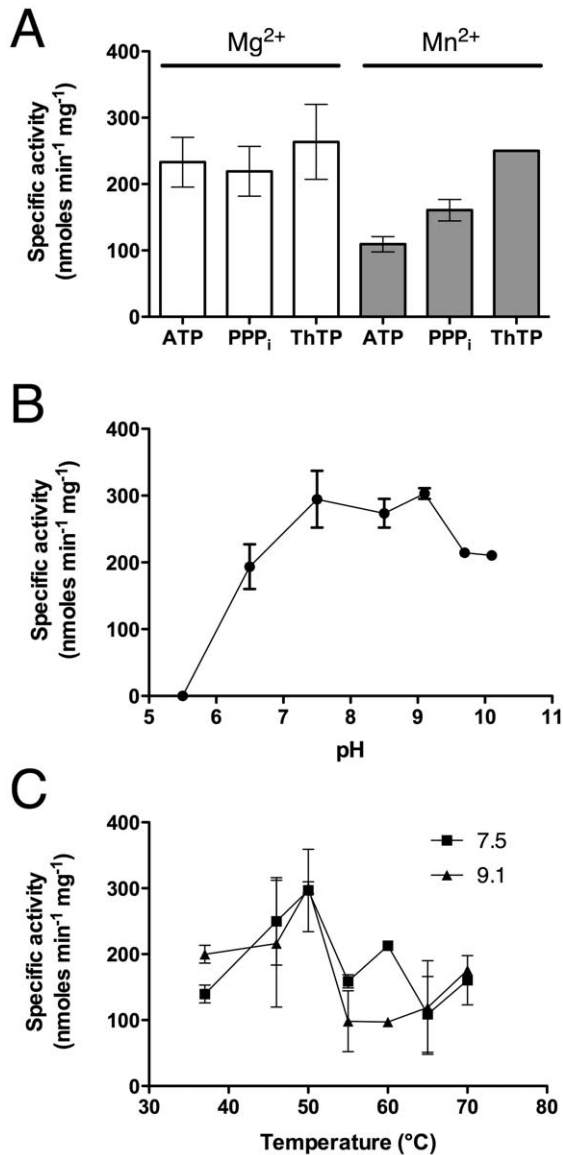 A
Mg²⁺ Mn²⁺
Specific activity
(nmoles min⁻¹ mg⁻¹)
400
300
200
100
0
ATP PPPᵢ ThTP ATP PPPᵢ ThTP
B
Specific activity
(nmoles min⁻¹ mg⁻¹)
400
300
200
100
0
5 6 7 8 9 10 11
pH
C
Specific activity
(nmoles min⁻¹ mg⁻¹)
400
300
200
100
0
7.5
9.1
30 40 50 60 70 80
Temperature (°C)